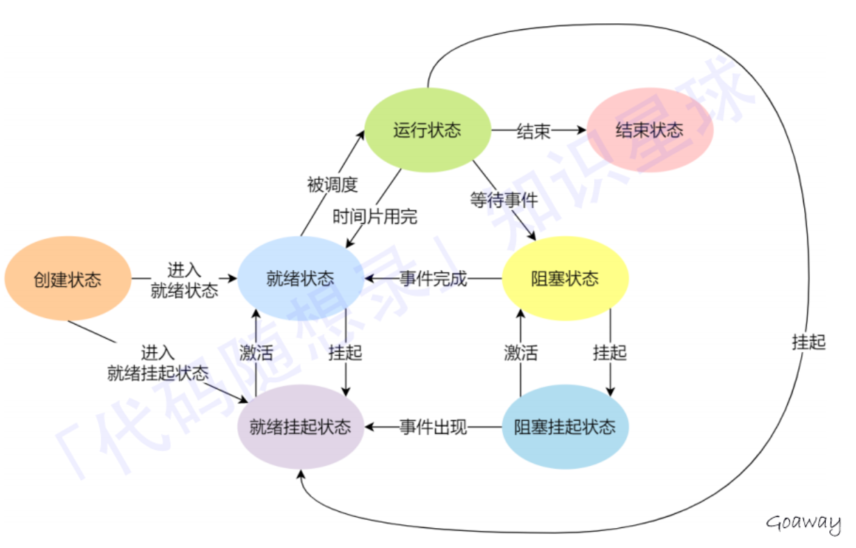 运行状态
结束
结束状态
被调度
等待事件
时间片用完
创建状态
进入
就绪状态
就绪状态
事件完成
阻塞状态
进入
就绪挂起状态
激活
挂起
激活
挂起
挂起
就绪挂起状态
事件出现
阻塞挂起状态
「代码随想录」知识星球
Goaway